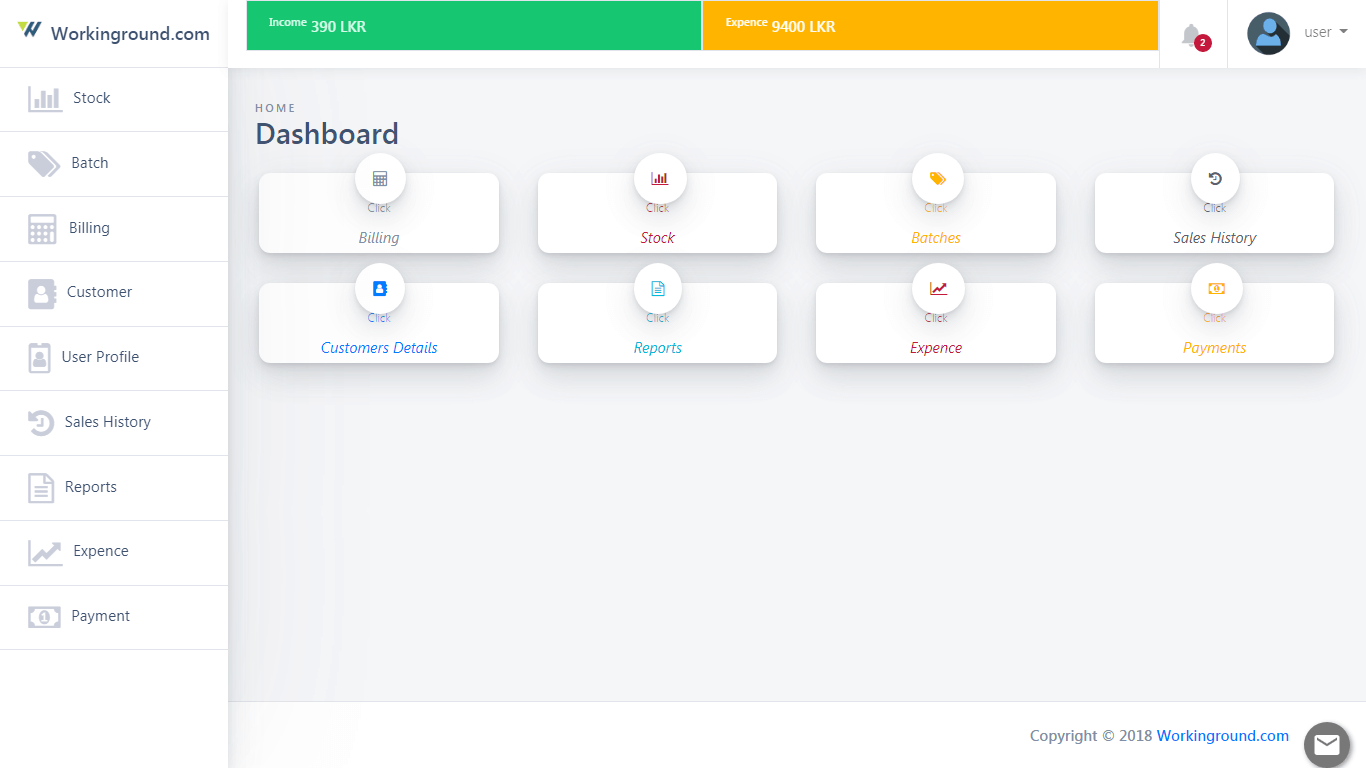 Workinground.com
Income 390 LKR
Expence 9400 LKR
2
user
Stock
Batch
Billing
Customer
User Profile
Sales History
Reports
Expence
Payment
HOME
Dashboard
Click
Billing
Click
Stock
Click
Batches
Click
Sales History
Click
Customers Details
Click
Reports
Click
Expence
Click
Payments
Copyright © 2018 Workinground.com